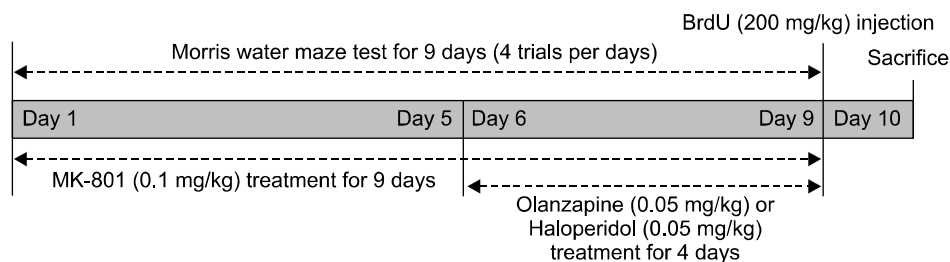 BrdU (200 mg/kg) injection
Morris water maze test for 9 days (4 trials per days)
Sacrifice
Day 1
Day 5
Day 6
Day 9
Day 10
MK-801 (0.1 mg/kg) treatment for 9 days
Olanzapine (0.05 mg/kg) or
Haloperidol (0.05 mg/kg)
treatment for 4 days